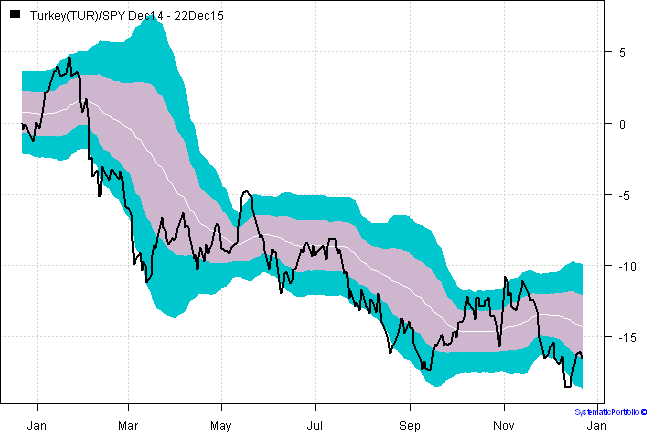 Turkey(TUR)/SPY Dec14 - 22Dec15
5
0
-5
-10
-15
SystematicPortfolio ©
Jan Mar May Jul Sep Nov Jan